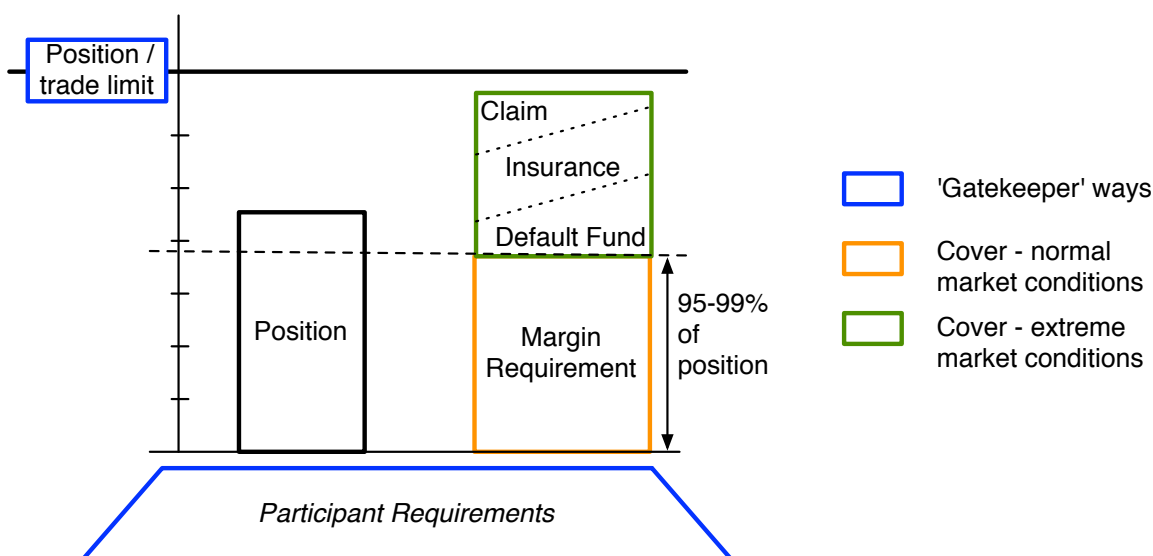 Position /
trade limit
Claim
Insurance
Default Fund
Position
Margin
Requirement
95-99%
of
position
'Gatekeeper' ways
Cover - normal
market conditions
Cover - extreme
market conditions
Participant Requirements